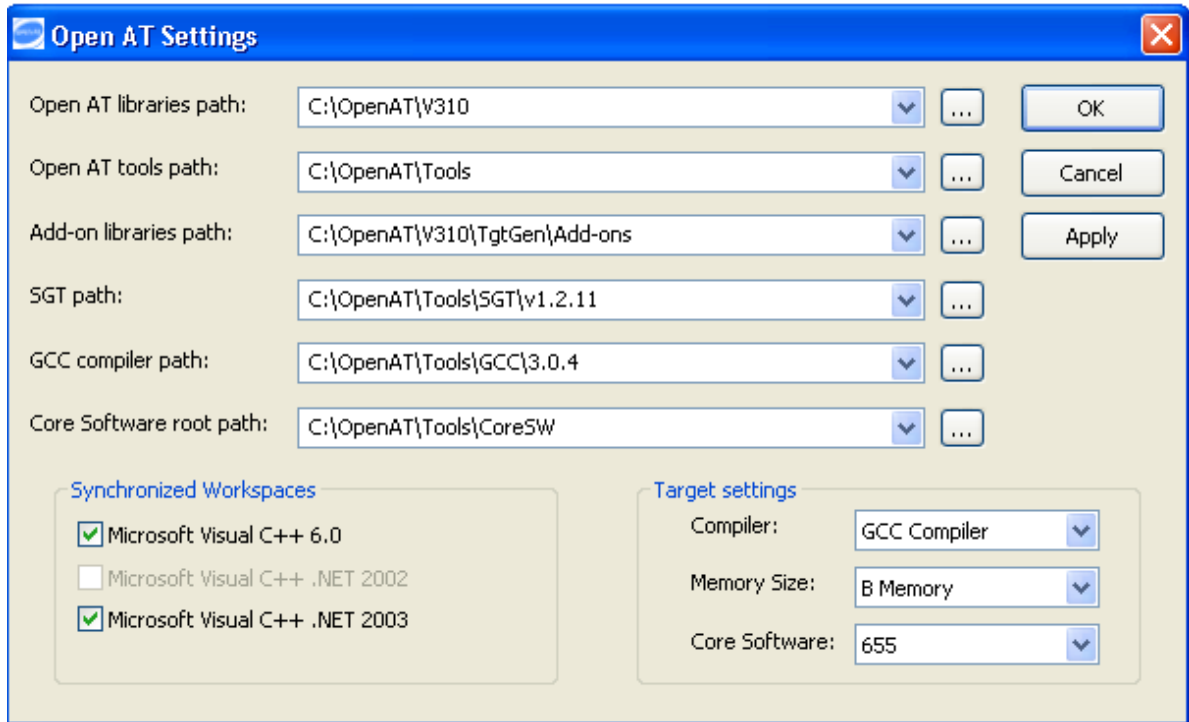 Open AT Settings
Open AT libraries path: C:\OpenAT\V310 ... OK
Open AT tools path: C:\OpenAT\Tools ... Cancel
Add-on libraries path: C:\OpenAT\V310\TgtGen\Add-ons ... Apply
SGT path: C:\OpenAT\Tools\SGT\v1.2.11 ...
GCC compiler path: C:\OpenAT\Tools\GCC\3.0.4 ...
Core Software root path: C:\OpenAT\Tools\CoreSW ...
Synchronized Workspaces
Microsoft Visual C++ 6.0
Microsoft Visual C++ .NET 2002
Microsoft Visual C++ .NET 2003
Target settings
Compiler: GCC Compiler
Memory Size: B Memory
Core Software: 655